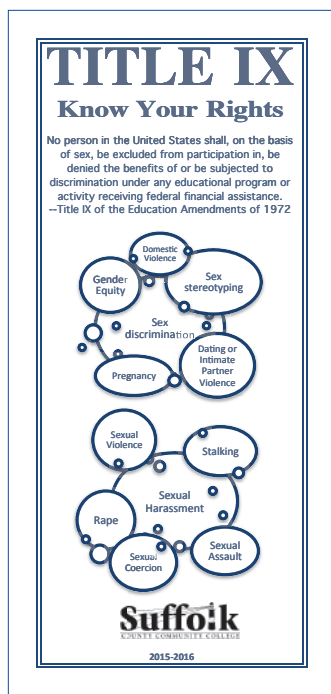 TITLE IX
Know Your Rights
No person in the United States shall, on the basis
of sex, be excluded from participation in, be
denied the benefits of or be subjected to
discrimination under any educational program or
activity receiving federal financial assistance.
--Title IX of the Education Amendments of 1972
Domestic
Violence
Gender
Equity
Sex
stereotyping
Sex
discrimination
Dating or
Intimate
Partner
Violence
Pregnancy
Sexual
Violence
Stalking
Sexual
Harassment
Rape
Sexual
Assault
Sexual
Coercion
Suffolk
COUNTY COMMUNITY COLLEGE
2015-2016